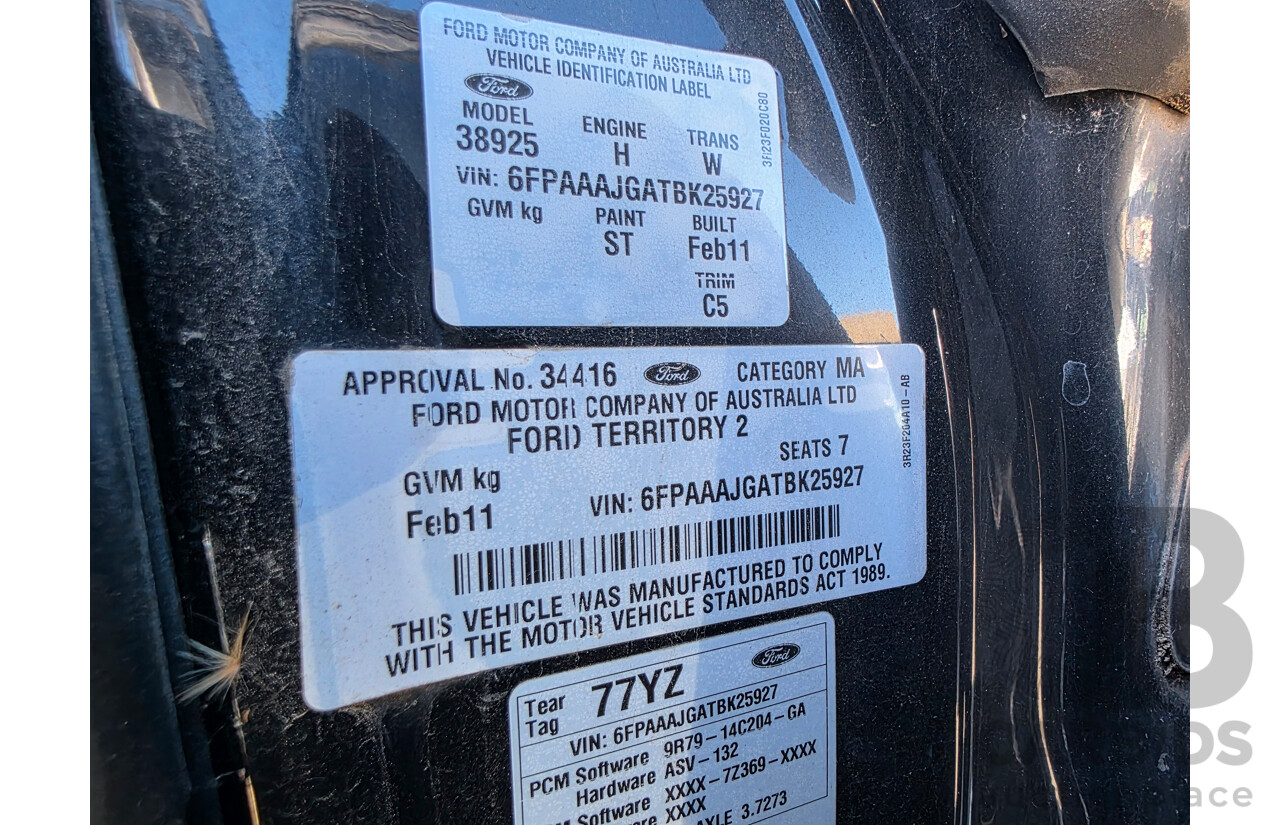 FORD MOTOR COMPANY OF AUSTRALIA LTD
VEHICLE IDENTIFICATION LABEL
Ford
MODEL ENGINE TRANS
38925 H W
VIN: 6FPAAAJGATBK25927
GVM kg PAINT BUILT
ST Feb11
TRIM
C5
3R23F020C80
APPROVAL No. 34416 Ford CATEGORY MA
FORD MOTOR COMPANY OF AUSTRALIA LTD
FORD TERRITORY 2
SEATS 7
GVM kg
Feb11 VIN: 6FPAAAJGATBK25927
3R23F204A10-AB
THIS VEHICLE WAS MANUFACTURED TO COMPLY
WITH THE MOTOR VEHICLE STANDARDS ACT 1989.
Ford
Tear Tag 77YZ
VIN: 6FPAAAJGATBK25927
PCM Software 9R79-14C204-GA
Hardware ASV-132
Software XXXX-7Z369-XXXX
XXXX
AXLE 3.7273